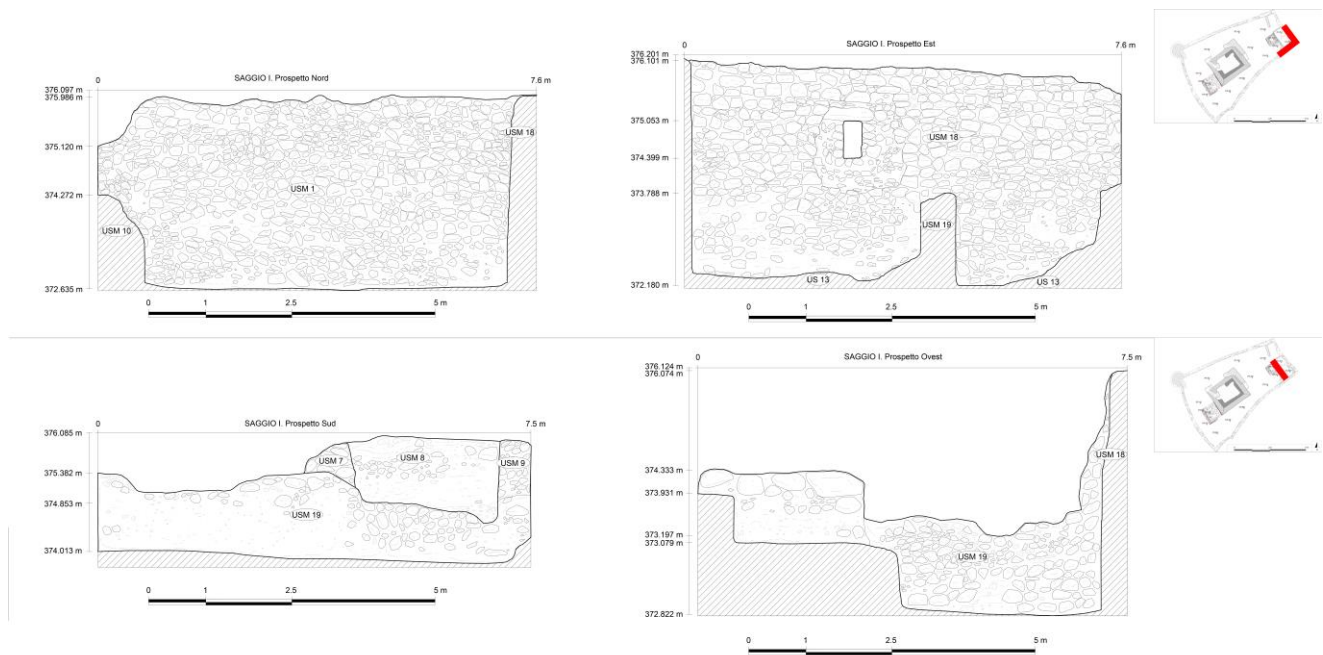 SAGGIO I. Prospetto Nord
0
7.6 m
376.097 m
375.986 m
375.120 m
374.272 m
372.635 m
USM 18
USM 1
USM 10
0 1 2.5 5 m
SAGGIO I. Prospetto Est
0
7.6 m
376.201 m
376.101 m
375.053 m
374.399 m
373.788 m
372.180 m
USM 18
USM 19
US 13
US 13
0 1 2.5 5 m
SAGGIO I. Prospetto Sud
0
7.5 m
376.085 m
375.382 m
374.853 m
374.013 m
USM 7
USM 8
USM 9
USM 19
0 1 2.5 5 m
SAGGIO I. Prospetto Ovest
0
7.5 m
376.124 m
376.074 m
374.333 m
373.931 m
373.197 m
373.079 m
372.822 m
USM 18
USM 19
0 1 2.5 5 m